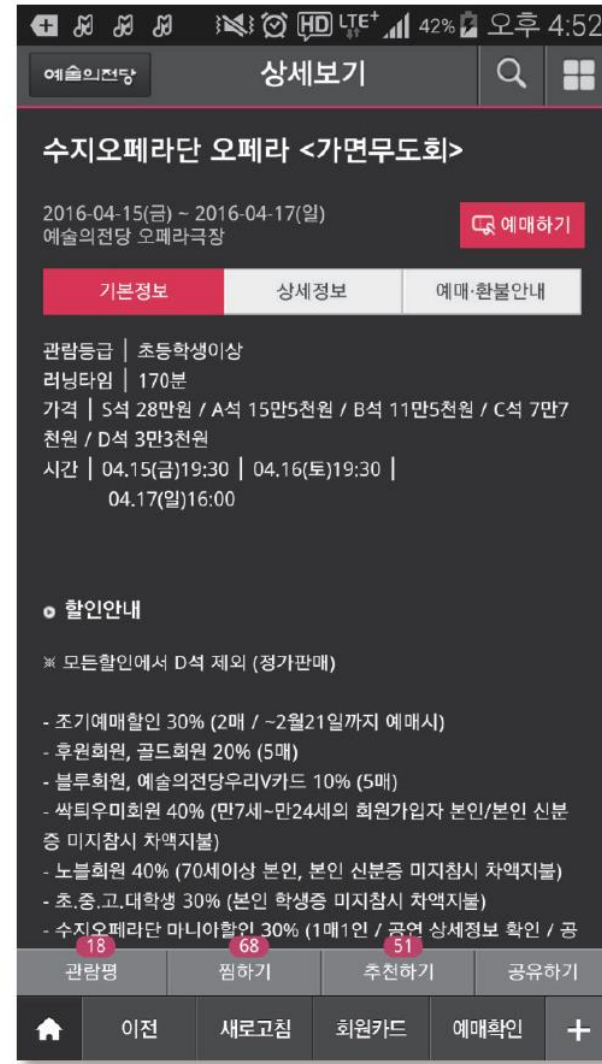 HD LTE+ 42% 오후 4:52
예술의전당 상세보기
수지오페라단 오페라 <가면무도회>
2016-04-15(금) ~ 2016-04-17(일)
예술의전당 오페라극장
예매하기
기본정보 상세정보 예매·환불안내
관람등급 | 초등학생이상
러닝타임 | 170분
가격 | S석 28만원 / A석 15만5천원 / B석 11만5천원 / C석 7만7
천원 / D석 3만3천원
시간 | 04.15(금)19:30 | 04.16(토)19:30 |
04.17(일)16:00
할인안내
※ 모든할인에서 D석 제외 (정가판매)
- 조기예매할인 30% (2매 / ~2월21일까지 예매시)
- 후원회원, 골드회원 20% (5매)
- 블루회원, 예술의전당우리V카드 10% (5매)
- 싹틔우미회원 40% (만7세~만24세의 회원가입자 본인/본인 신분
증 미지참시 차액지불)
- 노블회원 40% (70세이상 본인, 본인 신분증 미지참시 차액지불)
- 초.중.고.대학생 30% (본인 학생증 미지참시 차액지불)
- 수지오페라단 마니아할인 30% (1매1인 / 공연 상세정보 확인 / 공
18 68 51
관람평 찜하기 추천하기 공유하기
이전 새로고침 회원카드 예매확인